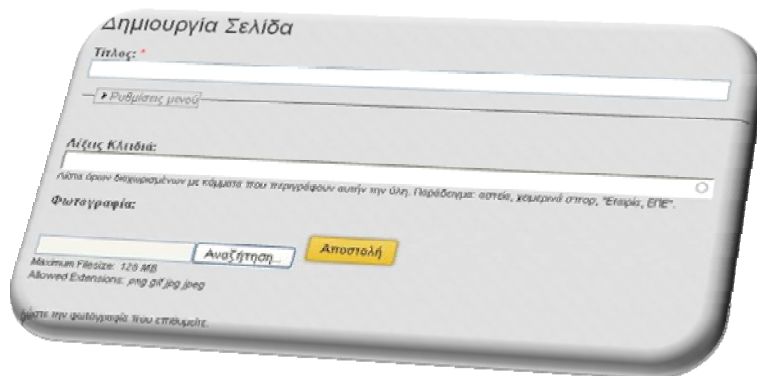 Δημιουργία Σελίδα
Τίτλος: *
Ρυθμίσεις μενού
Λέξεις Κλειδιά:
Λίστα όρων διαχωρισμένων με κόμματα που περιγράφουν αυτήν την ύλη. Παράδειγμα: αστεία, χειμερινά σπορ, "Εταιρία, ΕΠΕ".
Φωτογραφία:
Αναζήτηση... Αποστολή
Maximum Filesize: 128 MB
Allowed Extensions: png gif jpg jpeg
την φωτογραφία που επιθυμείτε.